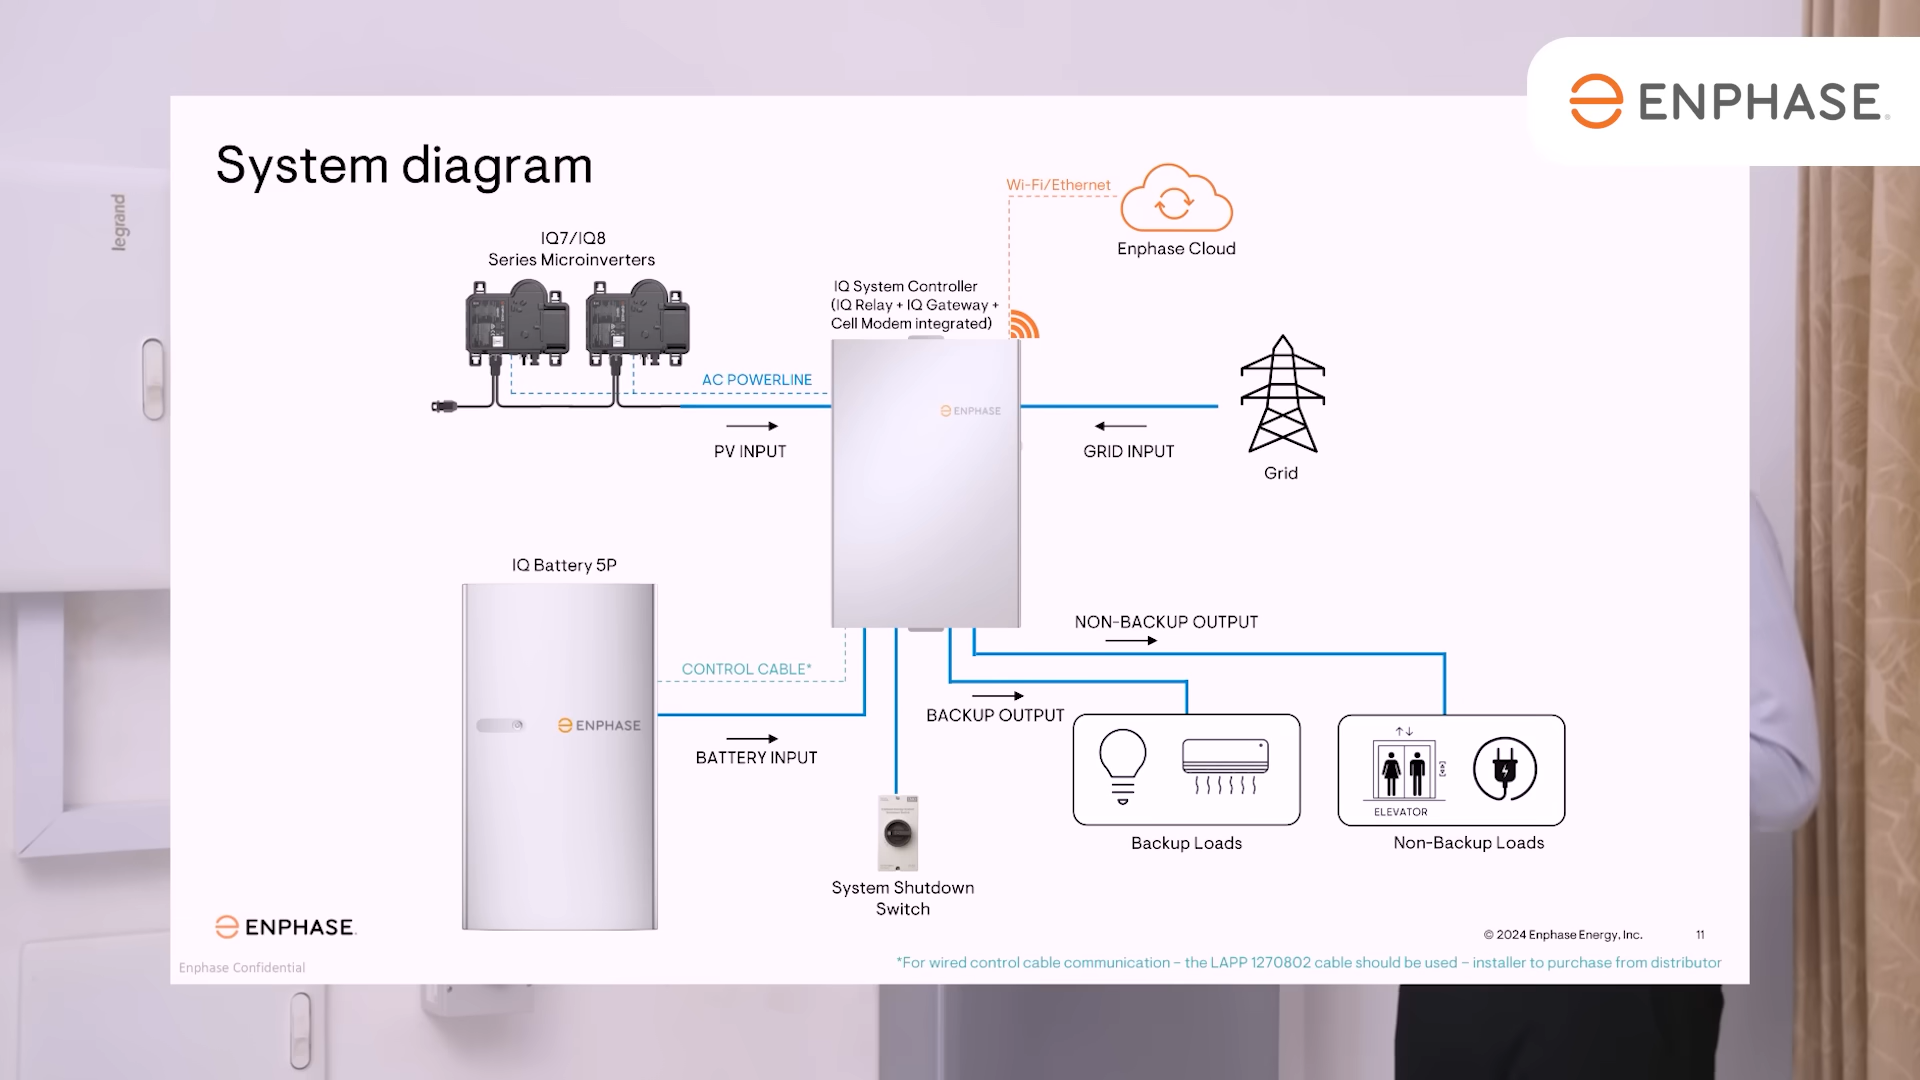 ENPHASE
legrand
System diagram
Wi-Fi/Ethernet
Enphase Cloud
IQ7/IQ8
Series Microinverters
IQ System Controller
(IQ Relay + IQ Gateway +
Cell Modem integrated)
AC POWERLINE
PV INPUT
ENPHASE
GRID INPUT
Grid
IQ Battery 5P
CONTROL CABLE*
ENPHASE
BATTERY INPUT
NON-BACKUP OUTPUT
BACKUP OUTPUT
ELEVATOR
Backup Loads
Non-Backup Loads
System Shutdown
Switch
ENPHASE
© 2024 Enphase Energy, Inc.
11
*For wired control cable communication – the LAPP 1270802 cable should be used – installer to purchase from distributor
Enphase Confidential